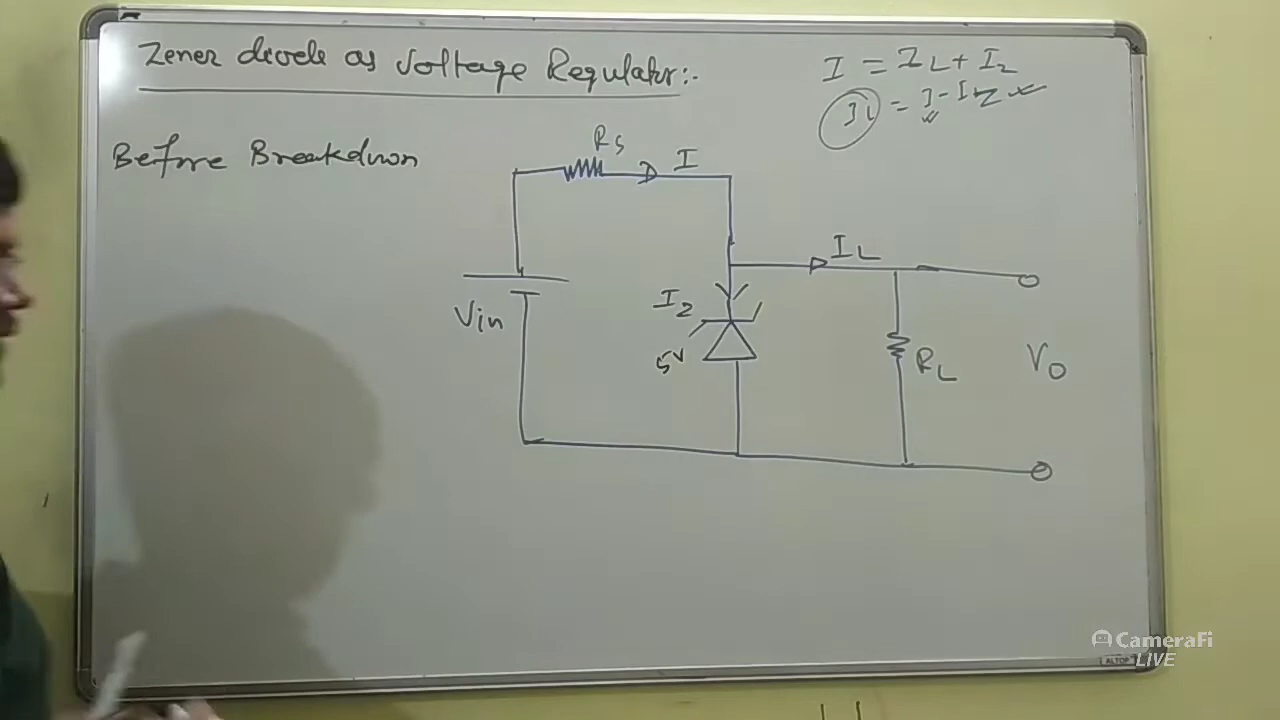 Zener diode as Voltage Regulator:-
I = IL + IZ
IL = I - IZ
Before Breakdown
RS
I
IL
IZ
Vin
5V
RL
VO
CameraFi
LIVE
ALTOP